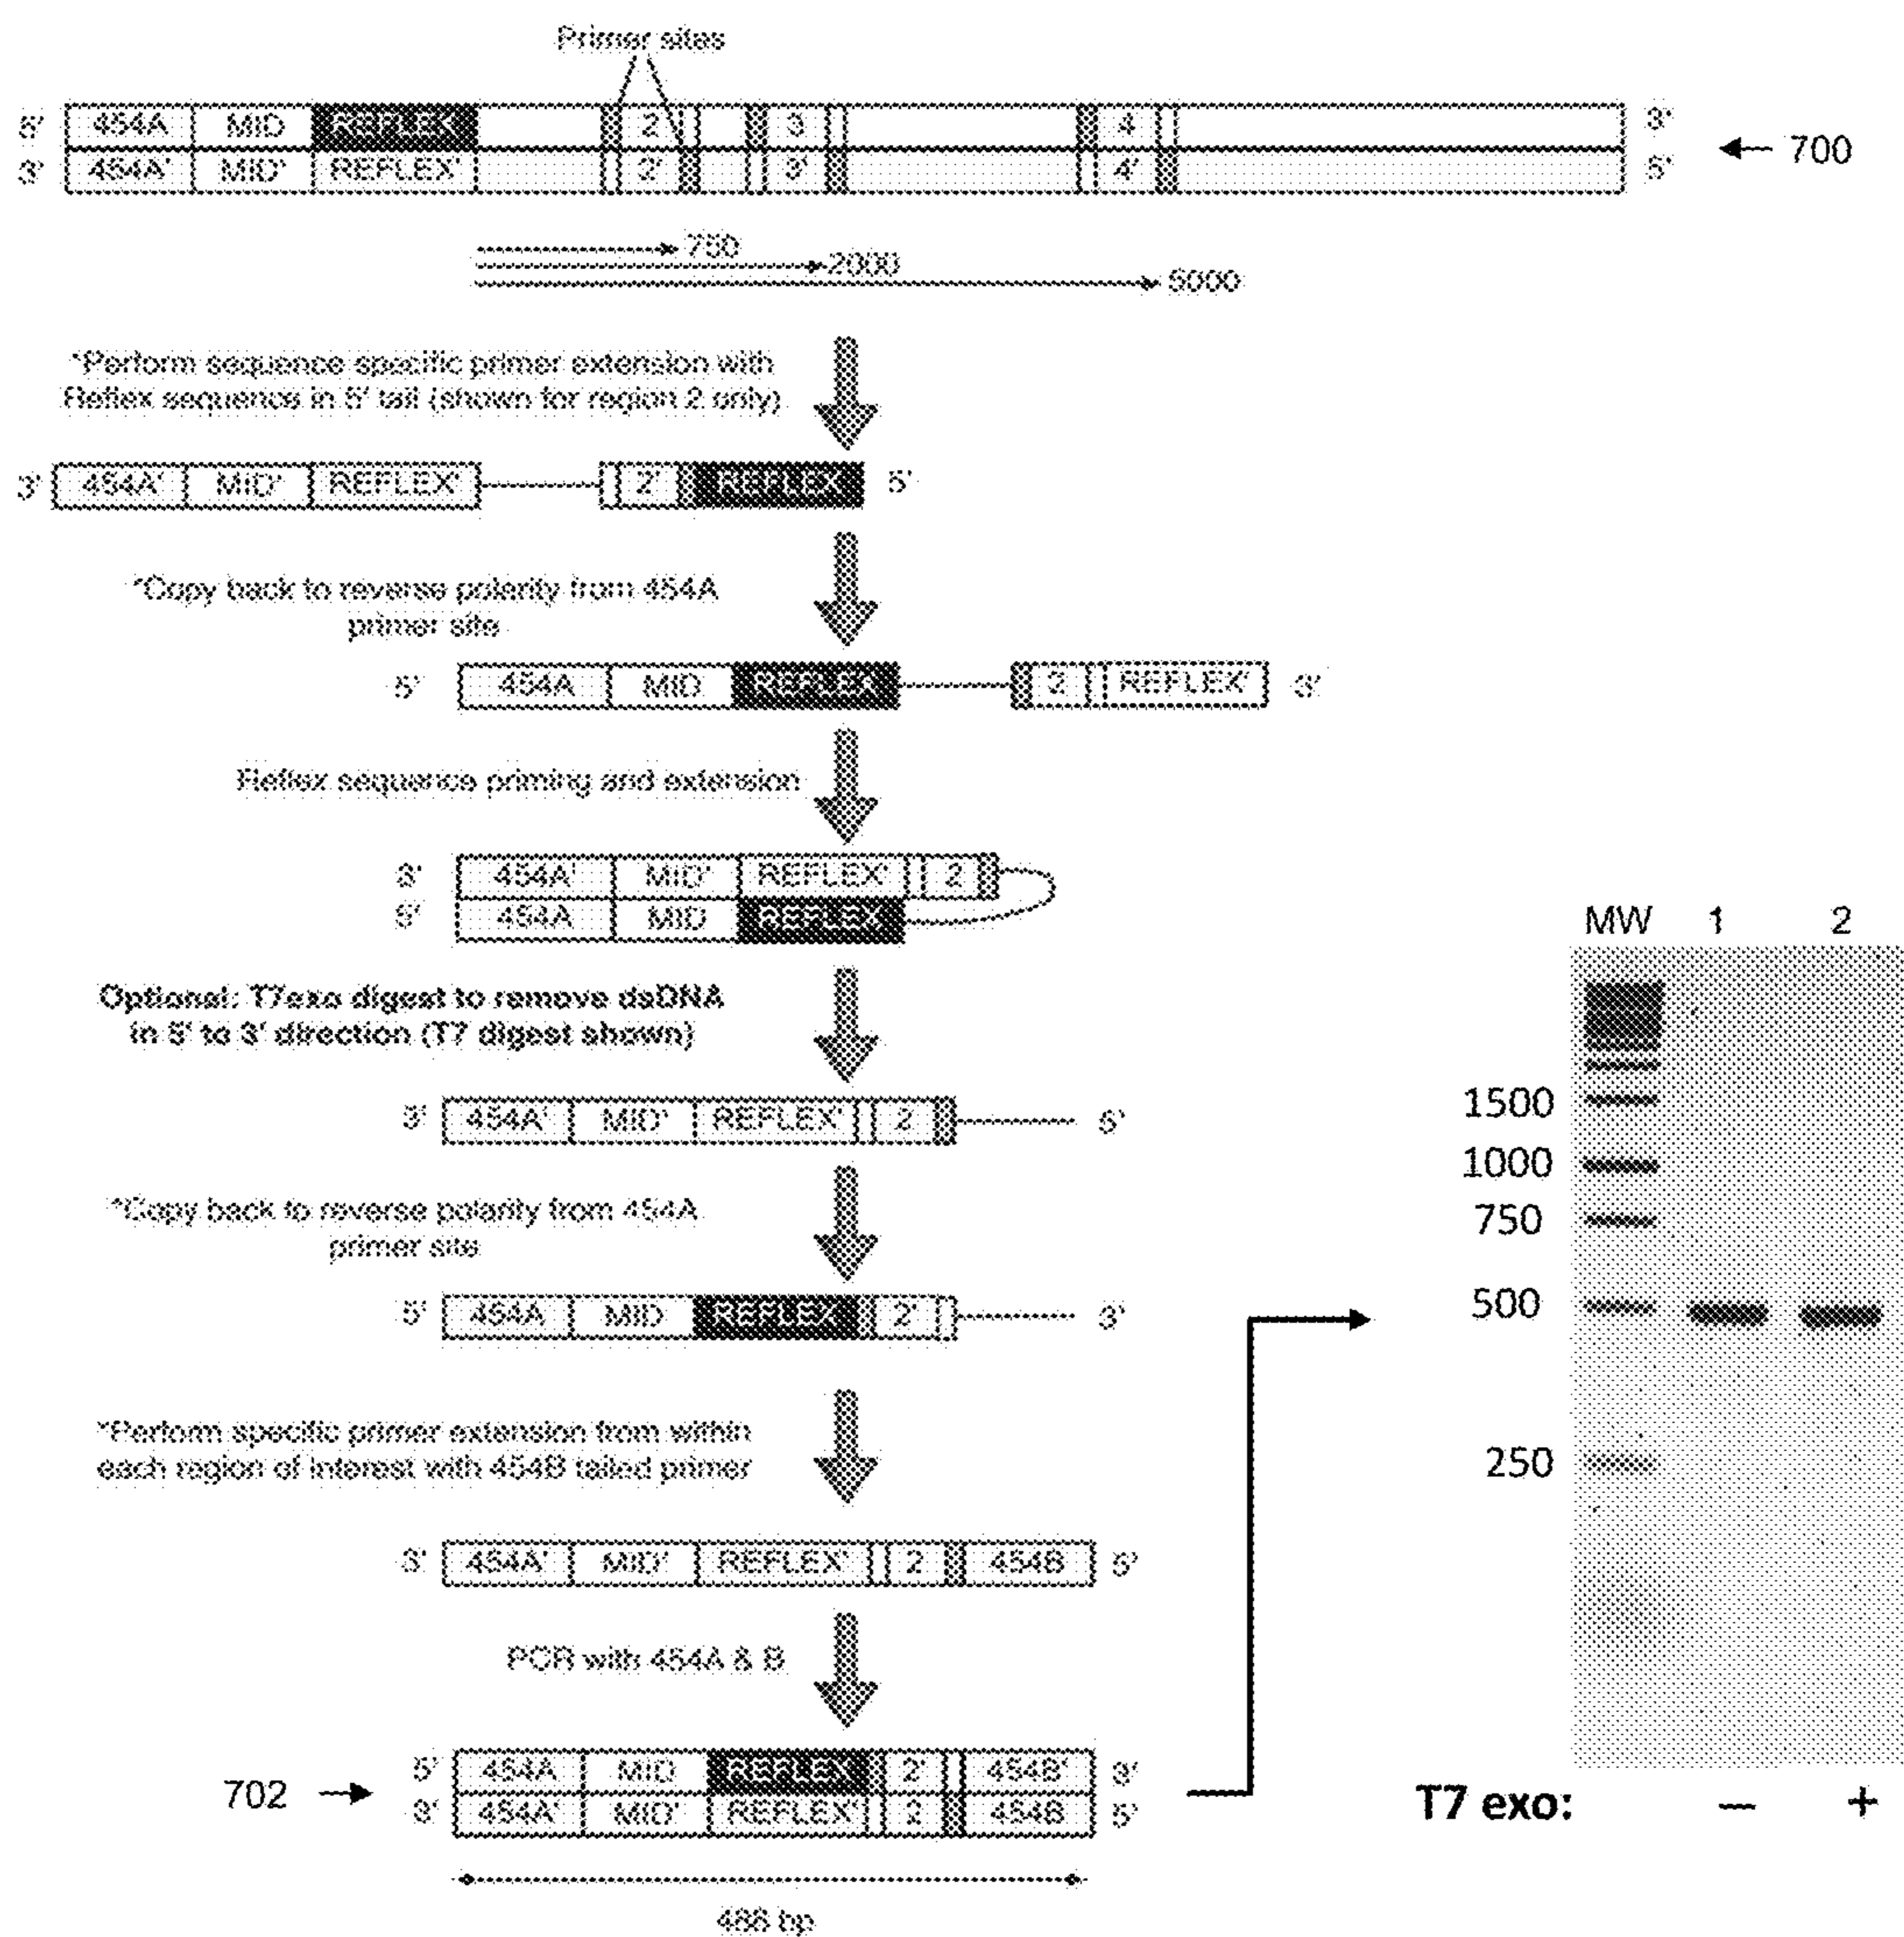 Primer sites
5' 454A MID REFLEX 2 3 4 3'
3' 454A' MID' REFLEX' 2' 3' 4' 5'
700
750
2000
5000
*Perform sequence specific primer extension with
Reflex sequence in 5' tail (shown for region 2 only)
3' 454A' MID' REFLEX' 2' REFLEX 5'
*Copy back to reverse polarity from 454A
primer site
5' 454A MID REFLEX 2 REFLEX' 3'
Reflex sequence priming and extension
3' 454A' MID' REFLEX' 2
5' 454A MID REFLEX
Optional: T7exo digest to remove dsDNA
in 5' to 3' direction (T7 digest shown)
3' 454A' MID' REFLEX' 2 5'
*Copy back to reverse polarity from 454A
primer site
5' 454A MID REFLEX 2' 3'
*Perform specific primer extension from within
each region of interest with 454B tailed primer
3' 454A' MID' REFLEX' 2 454B 5'
PCR with 454A & B
702
5' 454A MID REFLEX 2' 454B' 3'
3' 454A' MID' REFLEX' 2 454B 5'
bp
MW 1 2
1500
1000
750
500
250
T7 exo: – +